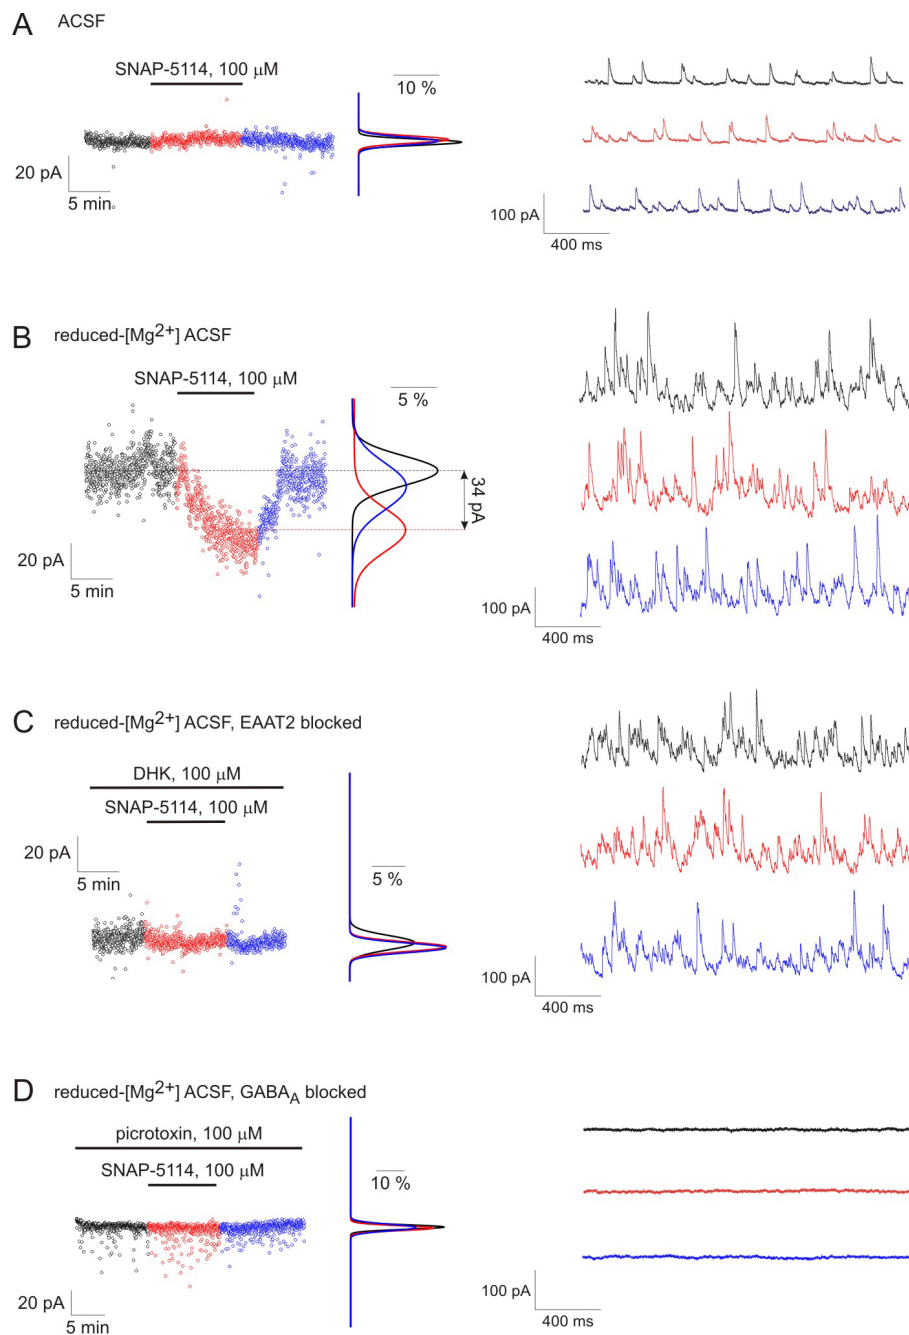 A ACSF
SNAP-5114, 100 μM
10 %
20 pA
5 min
100 pA
400 ms
B reduced-[Mg2+] ACSF
SNAP-5114, 100 μM
5 %
34 pA
20 pA
5 min
100 pA
400 ms
C reduced-[Mg2+] ACSF, EAAT2 blocked
DHK, 100 μM
SNAP-5114, 100 μM
20 pA
5 min
5 %
100 pA
400 ms
D reduced-[Mg2+] ACSF, GABAA blocked
picrotoxin, 100 μM
SNAP-5114, 100 μM
10 %
20 pA
5 min
100 pA
400 ms